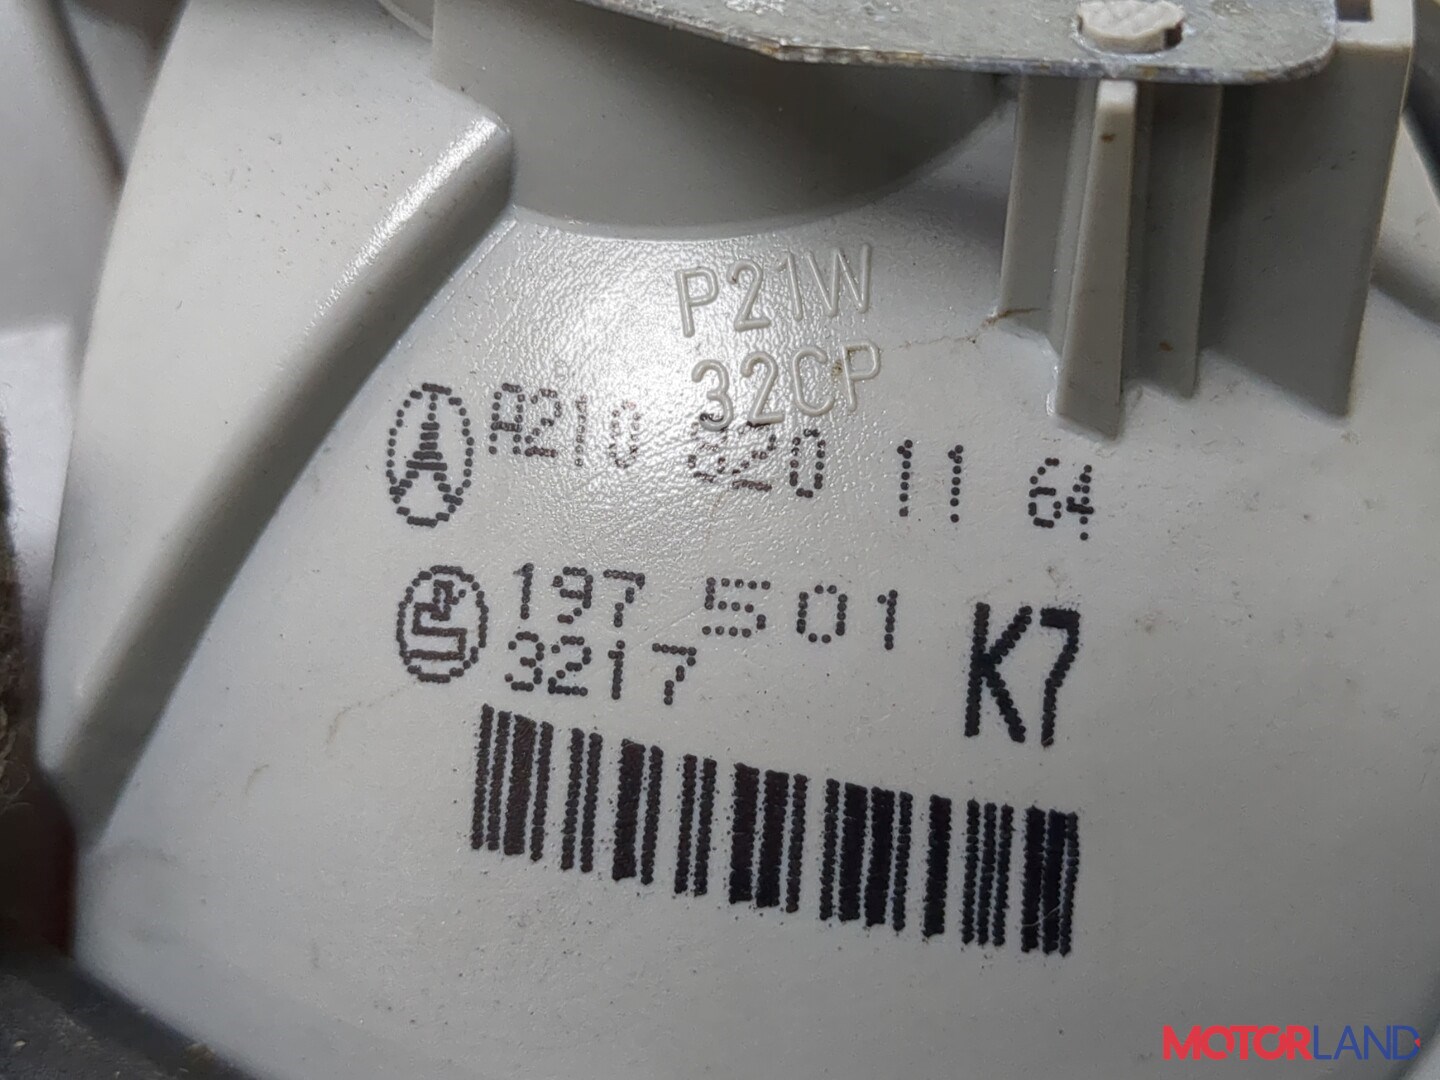 P21W
32CP
A210 820 11 64
197 501
3217
K7
MOTORLAND